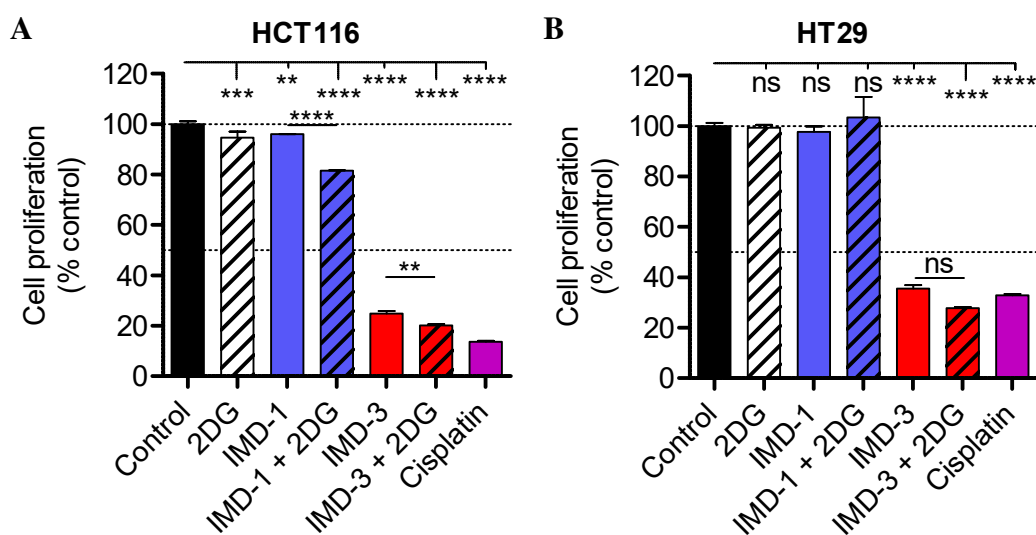 A
HCT116
Cell proliferation
(% control)
120
100
80
60
40
20
0
*** ** **** **** **** ****
****
**
Control
2DG
IMD-1
IMD-1 + 2DG
IMD-3
IMD-3 + 2DG
Cisplatin
B
HT29
Cell proliferation
(% control)
120
100
80
60
40
20
0
ns ns ns **** **** ****
ns
Control
2DG
IMD-1
IMD-1 + 2DG
IMD-3
IMD-3 + 2DG
Cisplatin